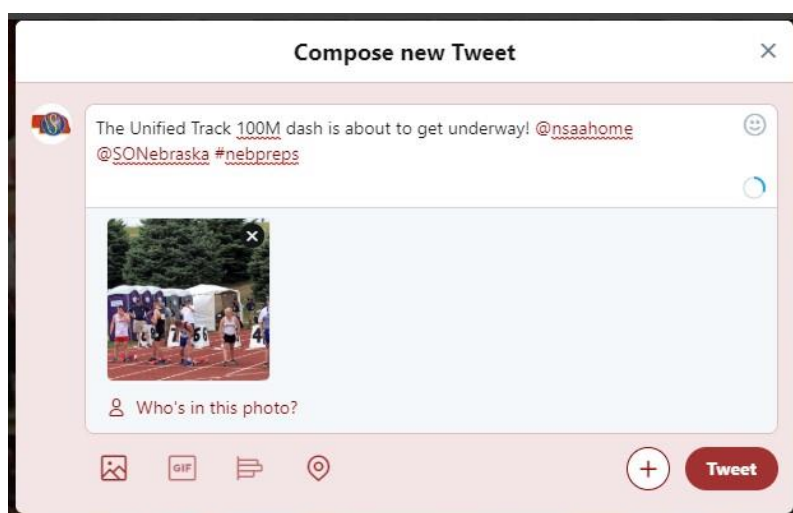 Compose new Tweet
The Unified Track 100M dash is about to get underway! @nsaahome
@SONebraska #nebpreps
Who's in this photo?
GIF
Tweet